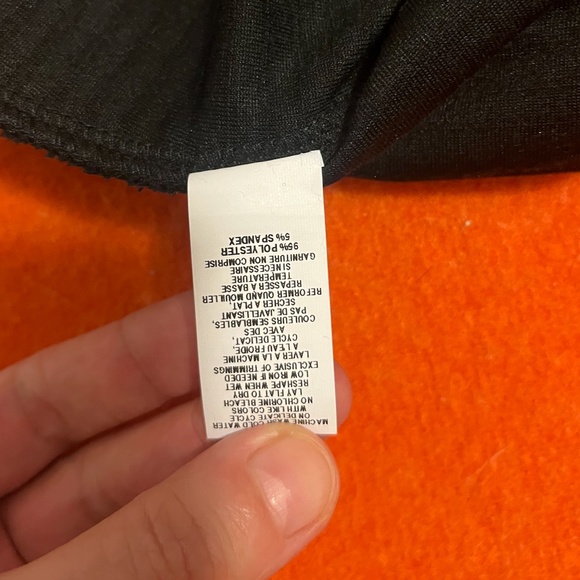 MACHINE WASH COLD WATER
ON DELICATE CYCLE
WITH LIKE COLORS
NO CHLORINE BLEACH
LAY FLAT TO DRY
RESHAPE WHEN WET
LOW IRON IF NEEDED
EXCLUSIVE OF TRIMMINGS
LAVER A LA MACHINE
A L'EAU FROIDE,
CYCLE DELICAT,
AVEC DES
COULEURS SEMBLABLES,
PAS DE JAVELLISANT
SÉCHER A PLAT,
REFORMER QUAND MOUILLER
REPASSER A BASSE
TEMPERATURE
SI NECESSAIRE
GARNITURE NON COMPRISE
95% POLYESTER
5% SPANDEX